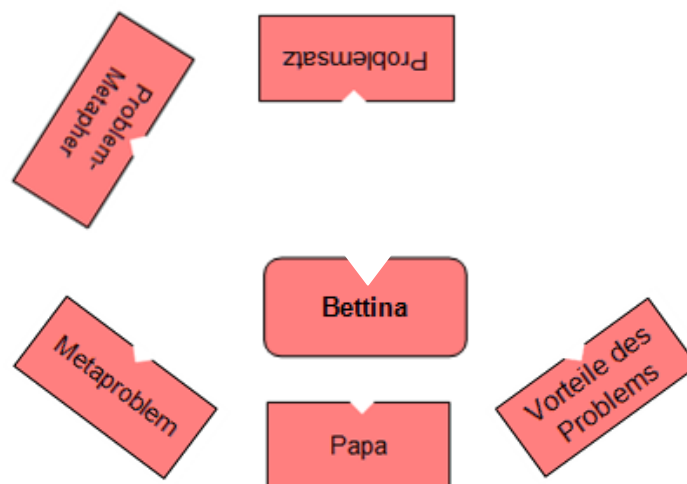 Problem-
Metapher
Problemsatz
Bettina
Metaproblem
Vorteile des
Problems
Papa